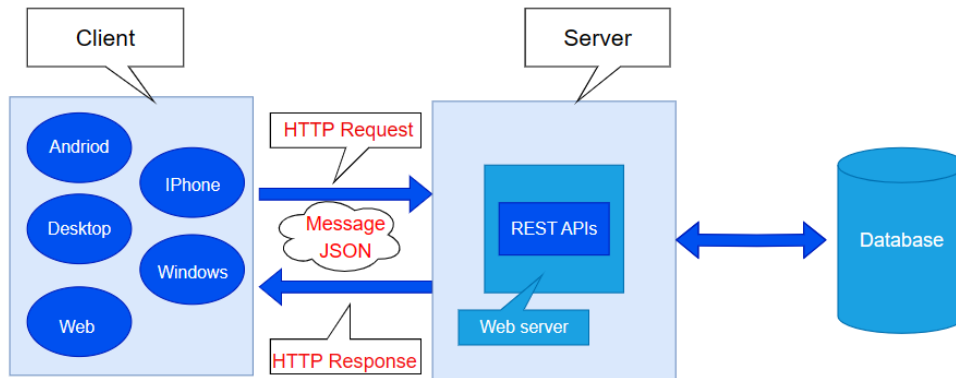 Client
Server
Andriod
IPhone
Desktop
Windows
Web
HTTP Request
Message
JSON
HTTP Response
REST APIs
Web server
Database